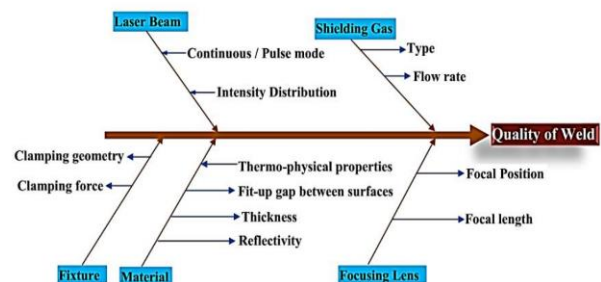 Laser Beam
Shielding Gas
Continuous / Pulse mode
Type
Flow rate
Intensity Distribution
Quality of Weld
Clamping geometry
Clamping force
Thermo-physical properties
Fit-up gap between surfaces
Thickness
Reflectivity
Focal Position
Focal length
Fixture
Material
Focusing Lens